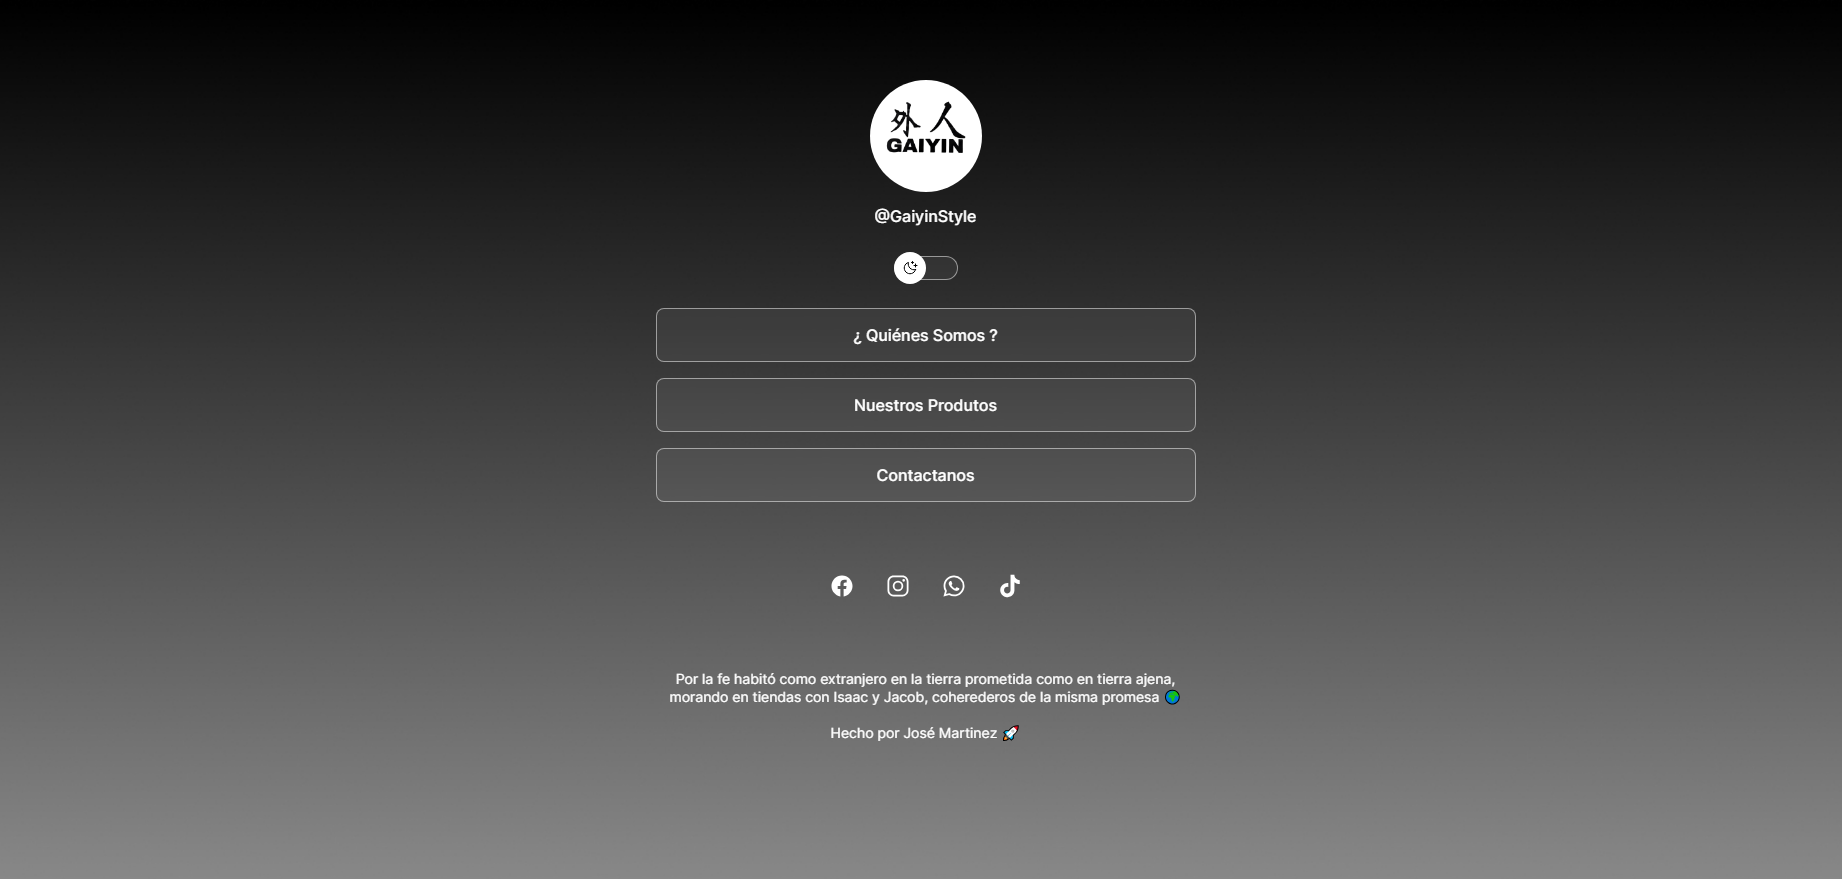 外人
GAIYIN
@GaiyinStyle
¿ Quiénes Somos ?
Nuestros Produtos
Contactanos
Por la fe habitó como extranjero en la tierra prometida como en tierra ajena,
morando en tiendas con Isaac y Jacob, coherederos de la misma promesa 🌍
Hecho por José Martinez 🚀